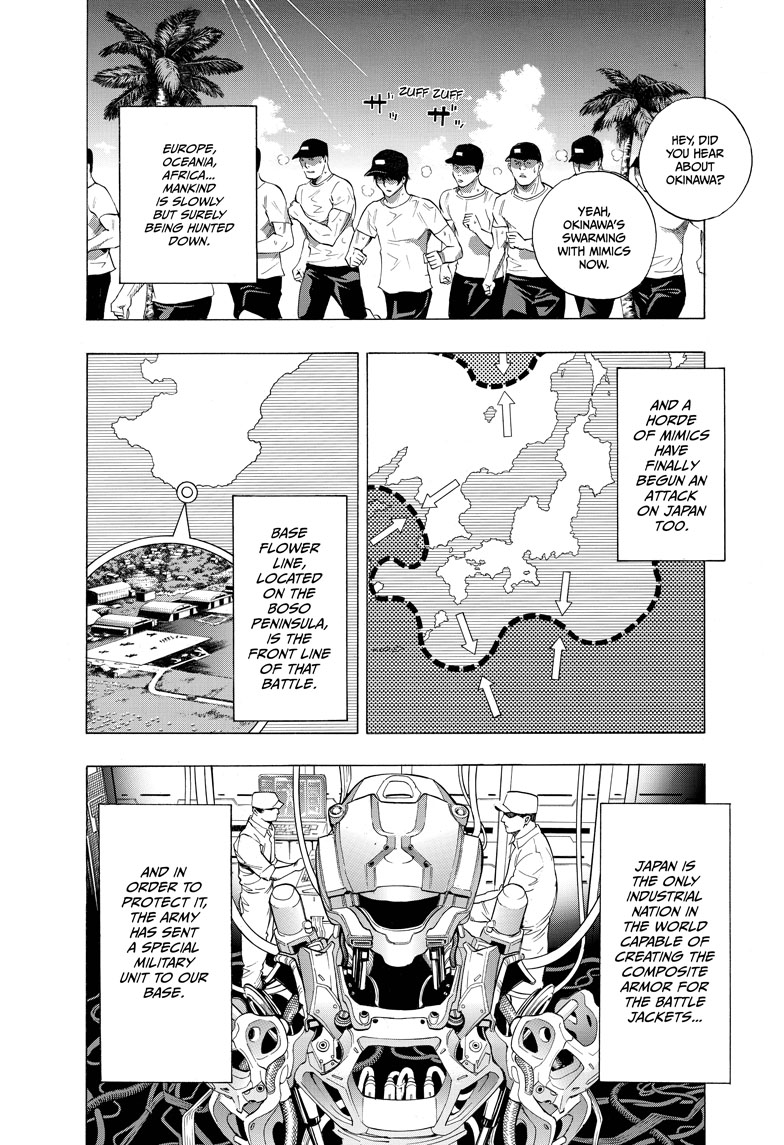 HEY, DID
YOU HEAR
ABOUT
OKINAWA?
YEAH,
OKINAWA'S
SWARMING
WITH MIMICS
NOW.
ZUFF ZUFF
ザッ
ザッ
EUROPE,
OCEANIA,
AFRICA...
MANKIND
IS SLOWLY
BUT SURELY
BEING HUNTED
DOWN.
AND A
HORDE
OF MIMICS
HAVE
FINALLY
BEGUN AN
ATTACK
ON JAPAN
TOO.
BASE
FLOWER
LINE,
LOCATED
ON THE
BOSO
PENINSULA,
IS THE
FRONT LINE
OF THAT
BATTLE.
JAPAN IS
THE ONLY
INDUSTRIAL
NATION IN
THE WORLD
CAPABLE OF
CREATING THE
COMPOSITE
ARMOR FOR
THE BATTLE
JACKETS...
AND IN
ORDER TO
PROTECT IT,
THE ARMY
HAS SENT
A SPECIAL
MILITARY
UNIT TO OUR
BASE.